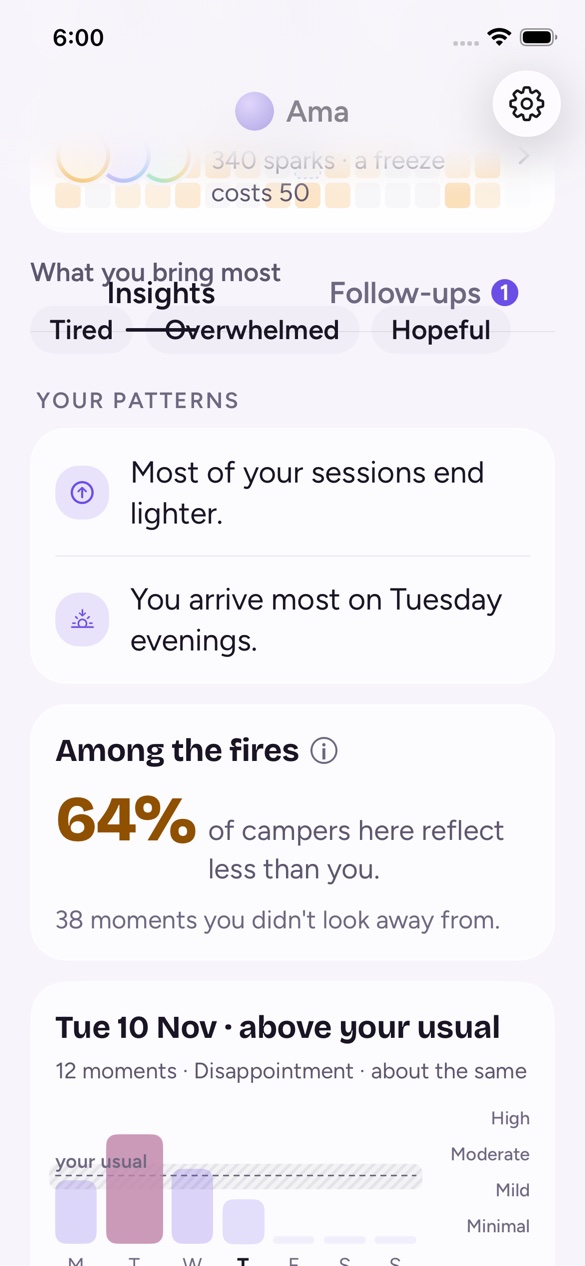 6:00
Ama
340 sparks · a freeze
costs 50
What you bring most
Insights
Follow-ups 1
Tired
Overwhelmed
Hopeful
YOUR PATTERNS
Most of your sessions end
lighter.
You arrive most on Tuesday
evenings.
Among the fires
64% of campers here reflect
less than you.
38 moments you didn't look away from.
Tue 10 Nov · above your usual
12 moments · Disappointment · about the same
High
Moderate
your usual
Mild
Minimal
M T W T F S S